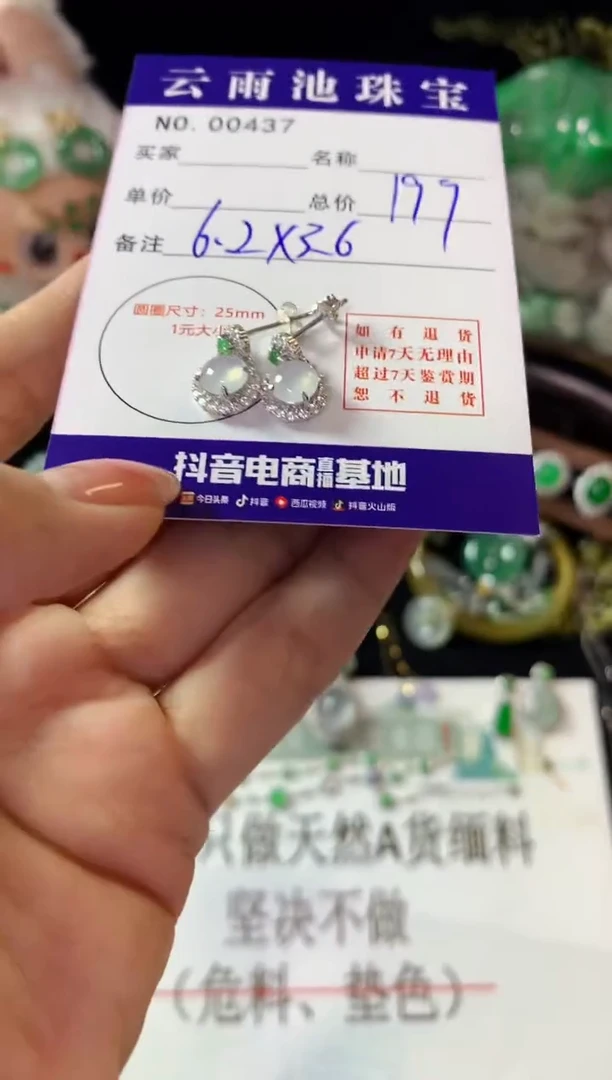 云雨池珠宝
NO. 00437
买家 名称
单价 总价 199
备注 6.2X3.6
圆圈尺寸：25mm
1元大小
如有退货
申请7天无理由
超过7天鉴赏期
恕不退货
抖音电商直播基地
今日头条 抖音 西瓜视频 抖音火山版
只做天然A货缅料
坚决不做
（危料、垫色）